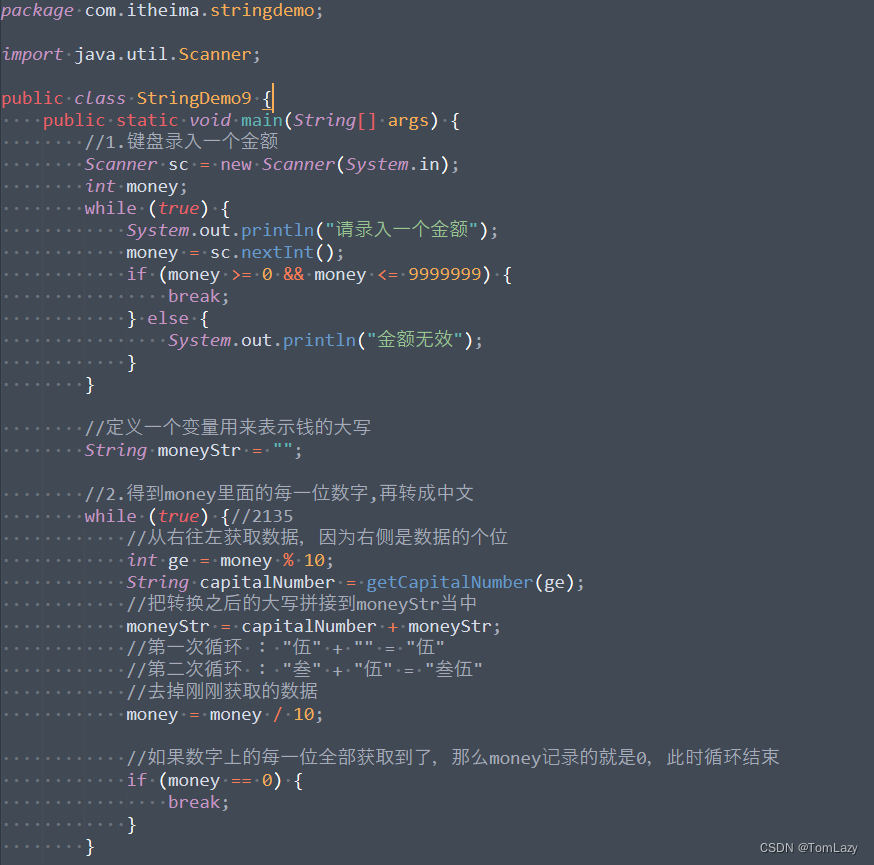 package com.itheima.stringdemo;
import java.util.Scanner;
public class StringDemo9 {
public static void main(String[] args) {
//1.键盘录入一个金额
Scanner sc = new Scanner(System.in);
int money;
while (true) {
System.out.println("请录入一个金额");
money = sc.nextInt();
if (money >= 0 && money <= 9999999) {
break;
} else {
System.out.println("金额无效");
}
}
//定义一个变量用来表示钱的大写
String moneyStr = "";
//2.得到money里面的每一位数字,再转成中文
while (true) {//2135
//从右往左获取数据，因为右侧是数据的个位
int ge = money % 10;
String capitalNumber = getCapitalNumber(ge);
//把转换之后的大写拼接到moneyStr当中
moneyStr = capitalNumber + moneyStr;
//第一次循环 ： "伍" + "" = "伍"
//第二次循环 ： "叁" + "伍" = "叁伍"
//去掉刚刚获取的数据
money = money / 10;
//如果数字上的每一位全部获取到了，那么money记录的就是0，此时循环结束
if (money == 0) {
break;
}
}
CSDN @TomLazy